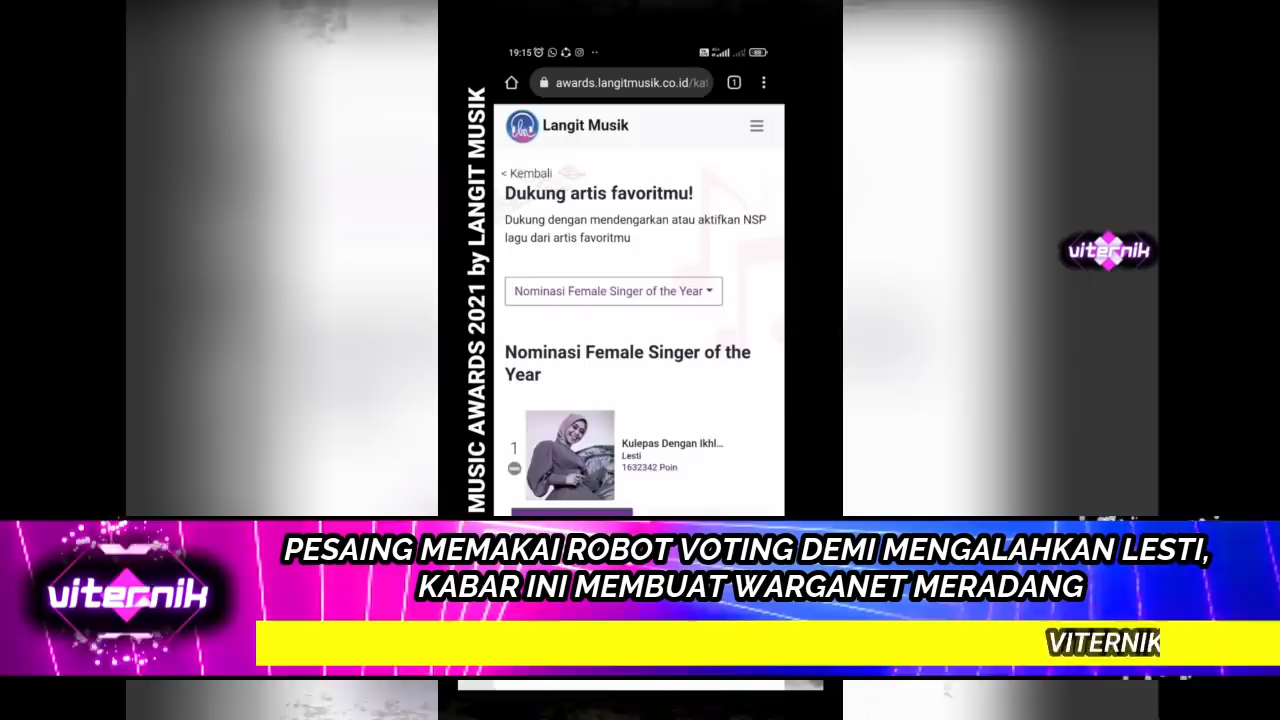 19:15
awards.langitmusik.co.id/kat
1
Langit Musik
< Kembali
Dukung artis favoritmu!
Dukung dengan mendengarkan atau aktifkan NSP
lagu dari artis favoritmu
Nominasi Female Singer of the Year
Nominasi Female Singer of the
Year
1
Kulepas Dengan Ikhl...
Lesti
1632342 Poin
MUSIC AWARDS 2021 by LANGIT MUSIK
viternik
PESAING MEMAKAI ROBOT VOTING DEMI MENGALAHKAN LESTI,
KABAR INI MEMBUAT WARGANET MERADANG
viternik
VITERNIK